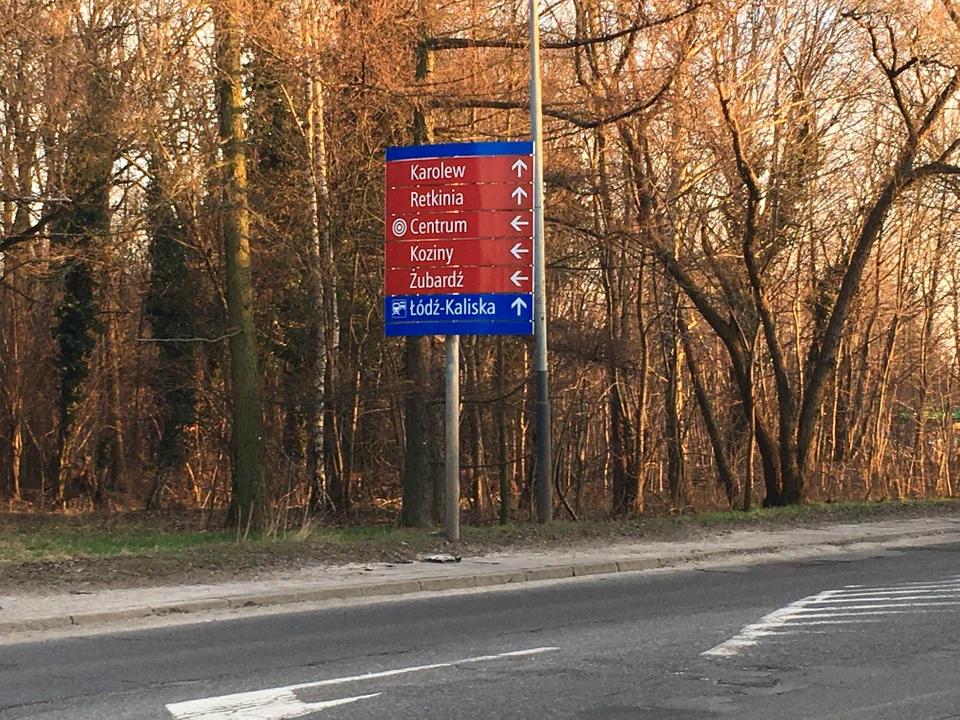 Karolew
Retkinia
Centrum
Koziny
Żubardź
Łódź-Kaliska